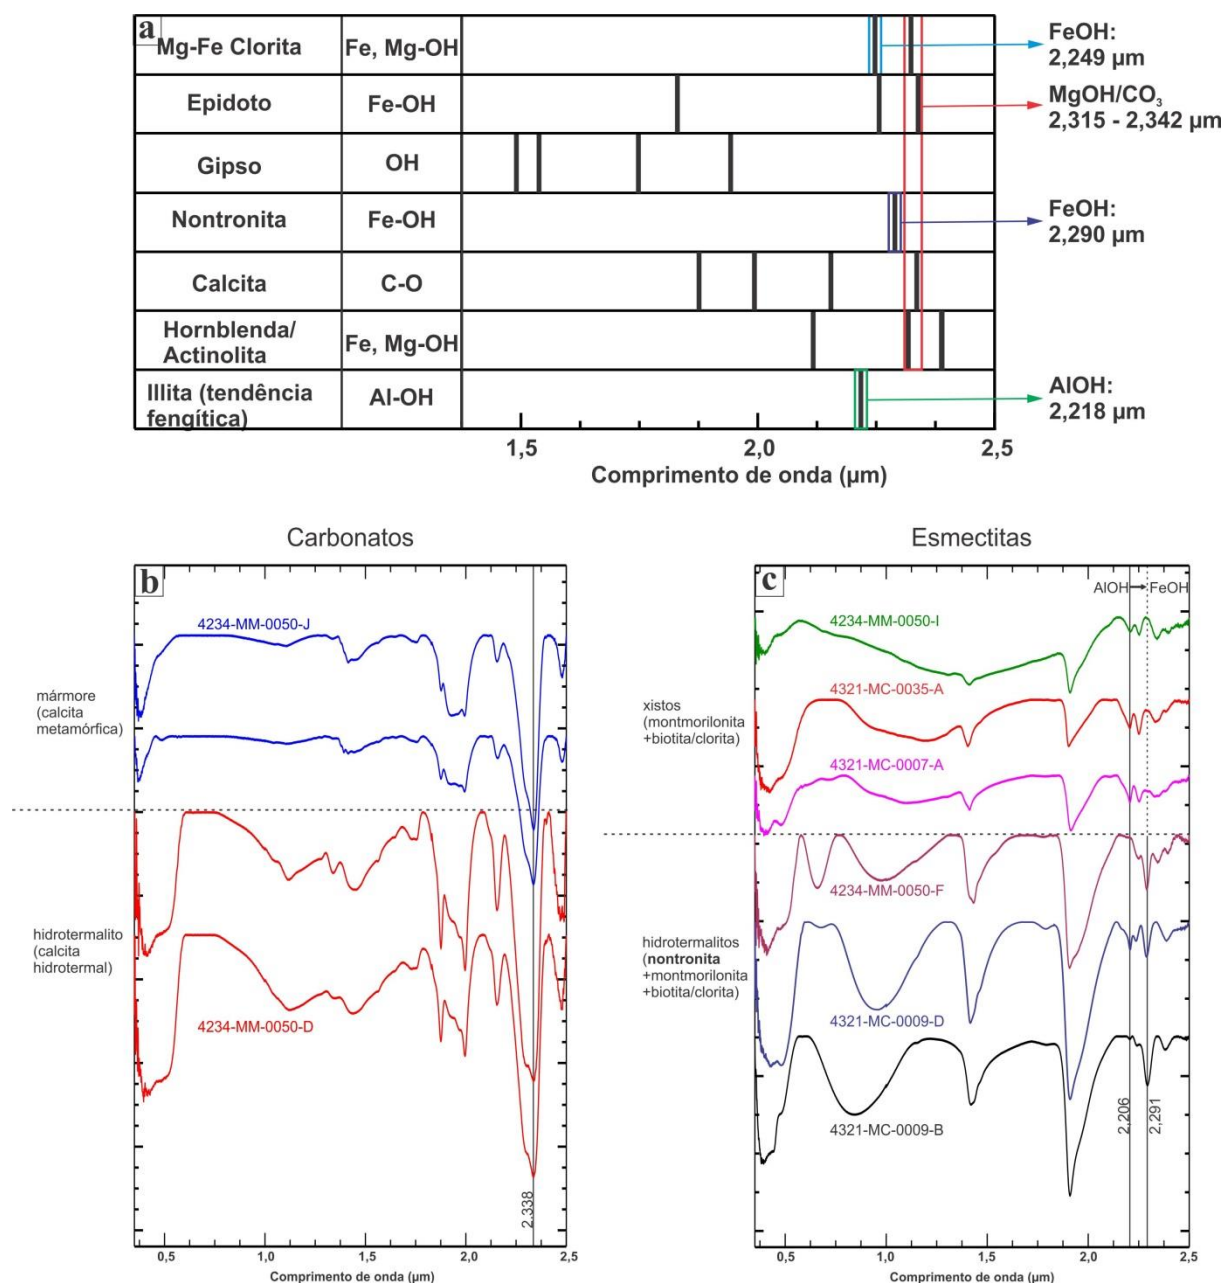 a
Mg-Fe Clorita
Fe, Mg-OH
FeOH:
2,249 µm
Epidoto
Fe-OH
MgOH/CO₃
2,315 - 2,342 µm
Gipso
OH
Nontronita
Fe-OH
FeOH:
2,290 µm
Calcita
C-O
Hornblenda/
Actinolita
Fe, Mg-OH
Illita (tendência
fengítica)
Al-OH
AlOH:
2,218 µm
1,5 2,0 2,5
Comprimento de onda (µm)
Carbonatos
b
4234-MM-0050-J
mármore
(calcita
metamórfica)
hidrotermalito
(calcita
hidrotermal)
4234-MM-0050-D
2.338
0,5 1,0 1,5 2,0 2,5
Comprimento de onda (µm)
Esmectitas
c
AlOH FeOH
4234-MM-0050-I
4321-MC-0035-A
xistos
(montmorilonita
+biotita/clorita)
4321-MC-0007-A
4234-MM-0050-F
hidrotermalitos
(nontronita
+montmorilonita
+biotita/clorita)
4321-MC-0009-D
4321-MC-0009-B
2,206
2,291
0,5 1,0 1,5 2,0 2,5
Comprimento de onda (µm)